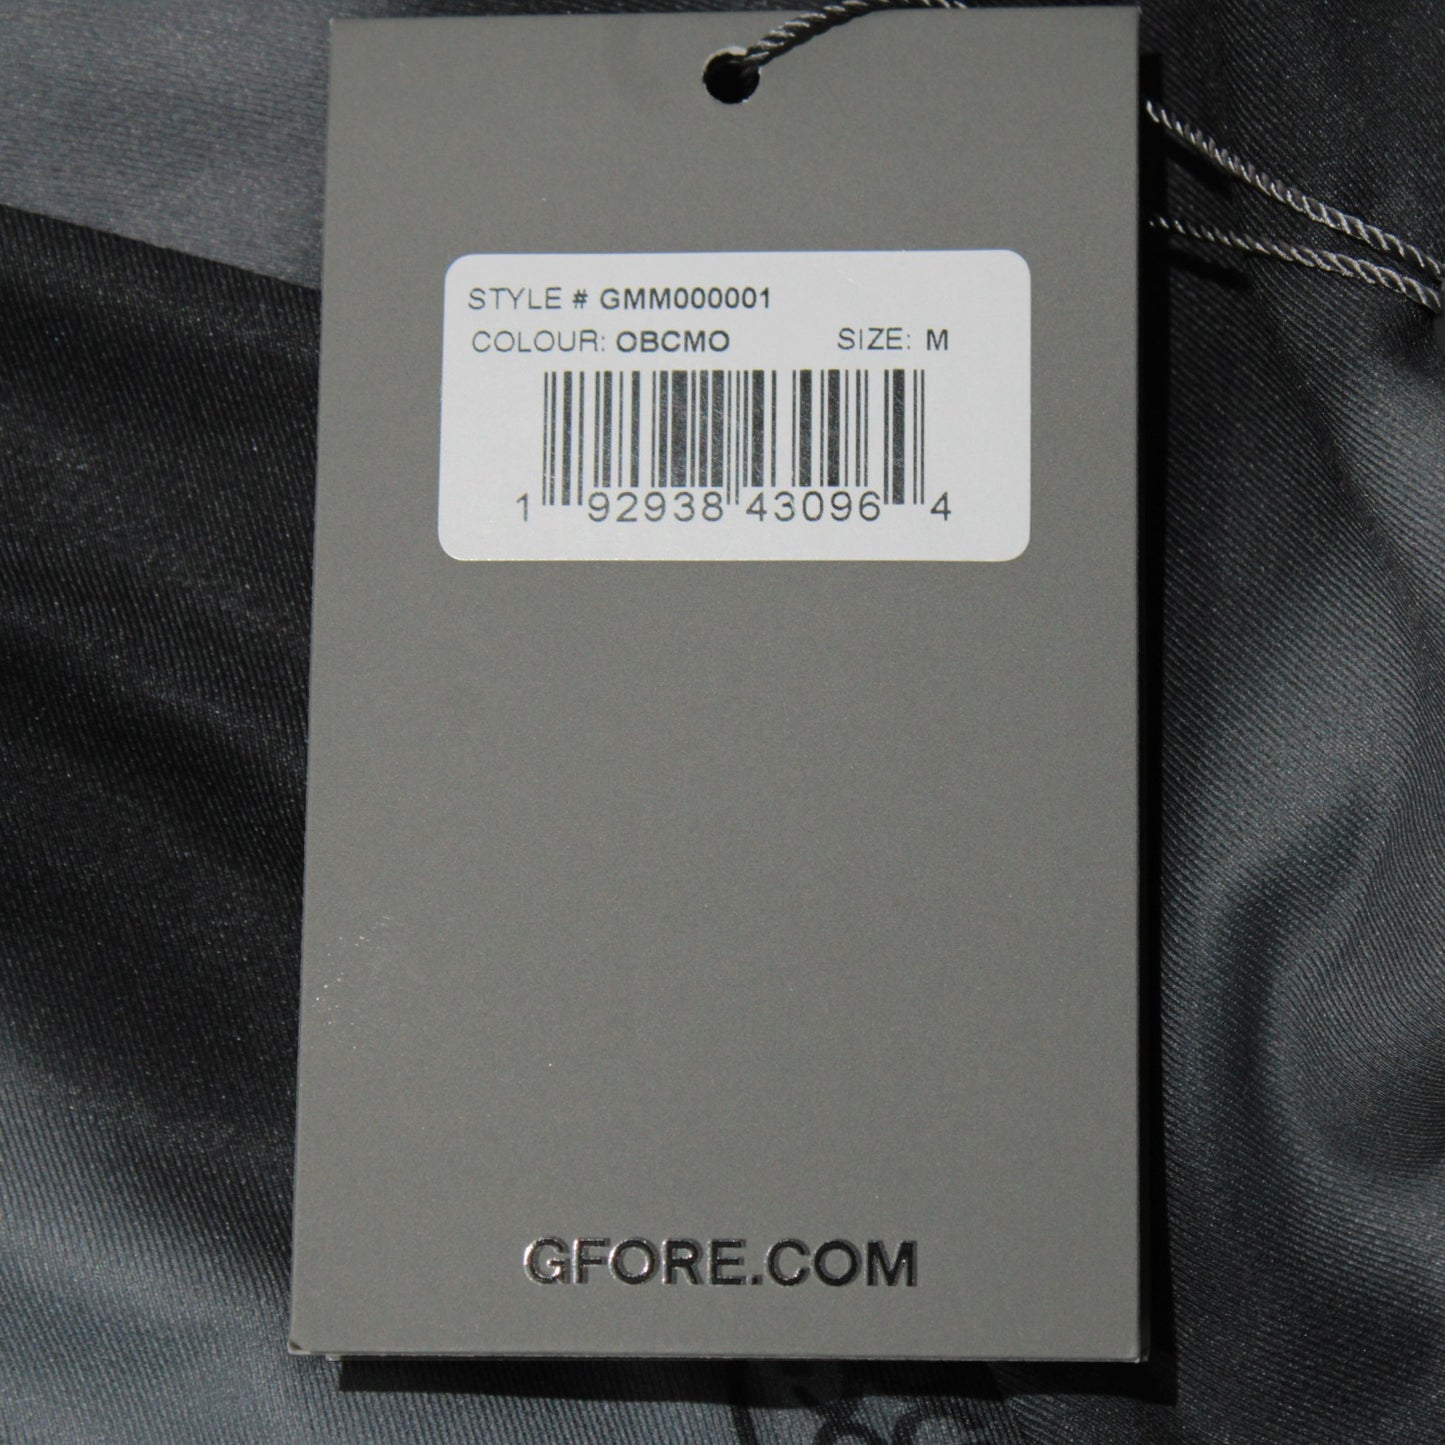 STYLE # GMM000001
COLOUR: OBCMO SIZE: M
1 92938 43096 4
GFORE.COM